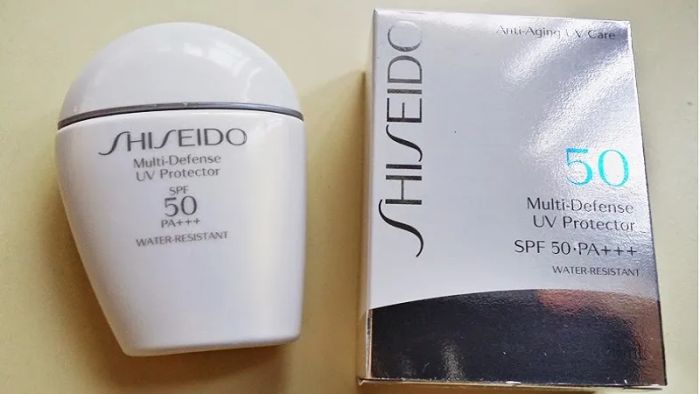 SHISEIDO
Multi-Defense
UV Protector
SPF
50
PA+++
WATER-RESISTANT
Anti-Aging UV Care
SHISEIDO
50
Multi-Defense
UV Protector
SPF 50·PA+++
WATER-RESISTANT